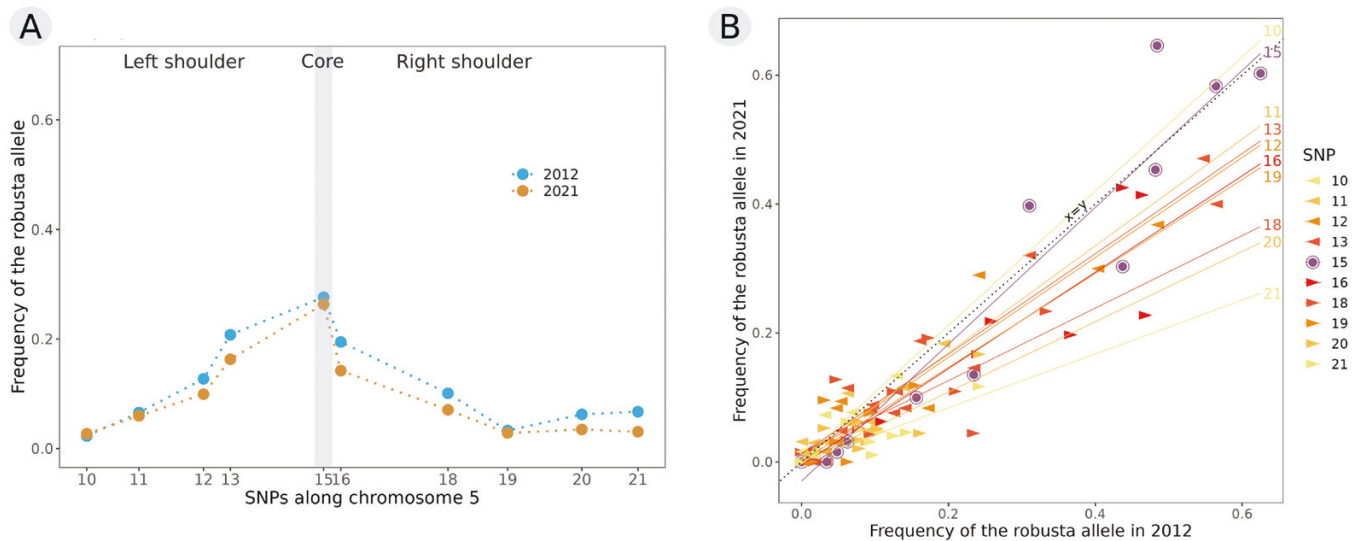 A
Left shoulder Core Right shoulder
Frequency of the robusta allele
0.6
0.4
0.2
0.0
2012
2021
10 11 12 13 15 16 18 19 20 21
SNPs along chromosome 5
B
Frequency of the robusta allele in 2021
0.6
0.4
0.2
0.0
x=y
10
15
11
13
12
16
19
18
20
21
0.0 0.2 0.4 0.6
Frequency of the robusta allele in 2012
SNP
10
11
12
13
15
16
18
19
20
21